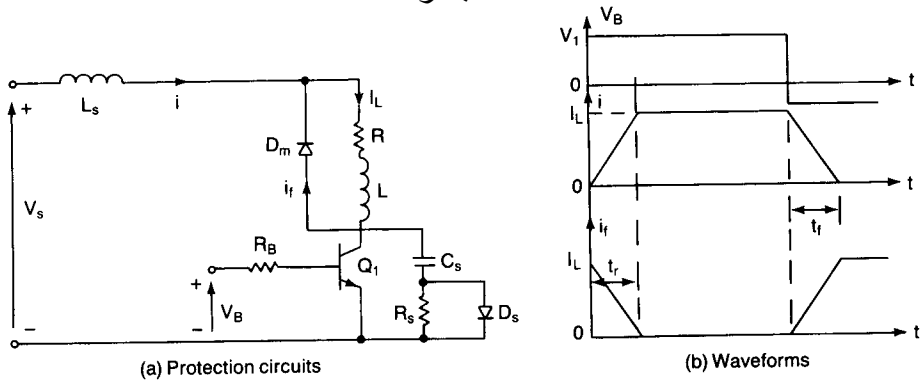 +
L_s
i
I_L
R
D_m
L
i_f
V_s
R_B
Q_1
C_s
+
V_B
−
R_s
D_s
−
(a) Protection circuits
V_B
V_1
0
t
i
I_L
0
t
t_f
i_f
I_L
t_r
0
t
(b) Waveforms